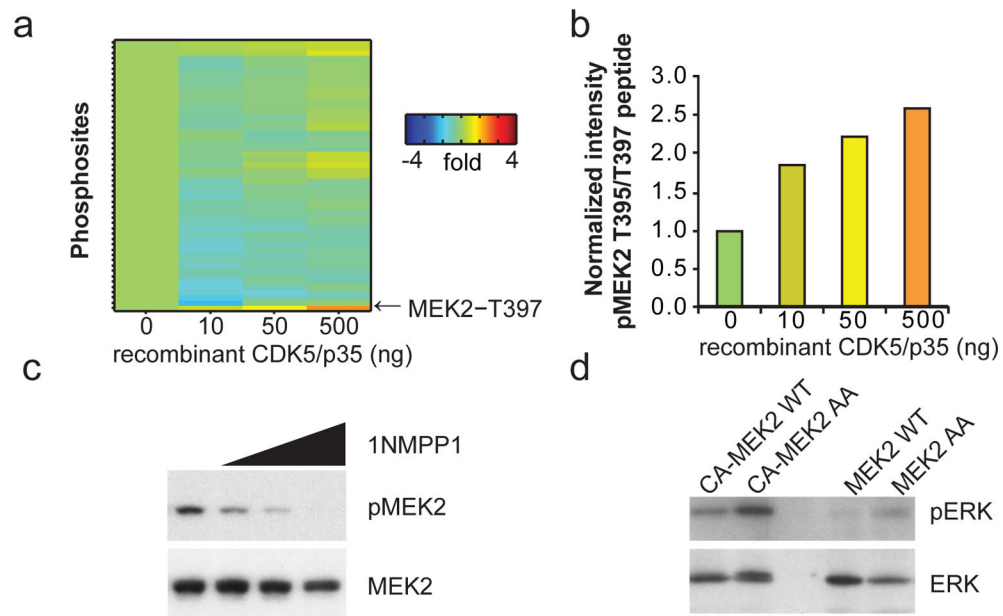 a
Phosphosites
-4 fold 4
MEK2-T397
0 10 50 500
recombinant CDK5/p35 (ng)
b
Normalized intensity
pMEK2 T395/T397 peptide
3.0
2.5
2.0
1.5
1.0
0.5
0.0
0 10 50 500
recombinant CDK5/p35 (ng)
c
1NMPP1
pMEK2
MEK2
d
CA-MEK2 WT
CA-MEK2 AA
MEK2 WT
MEK2 AA
pERK
ERK